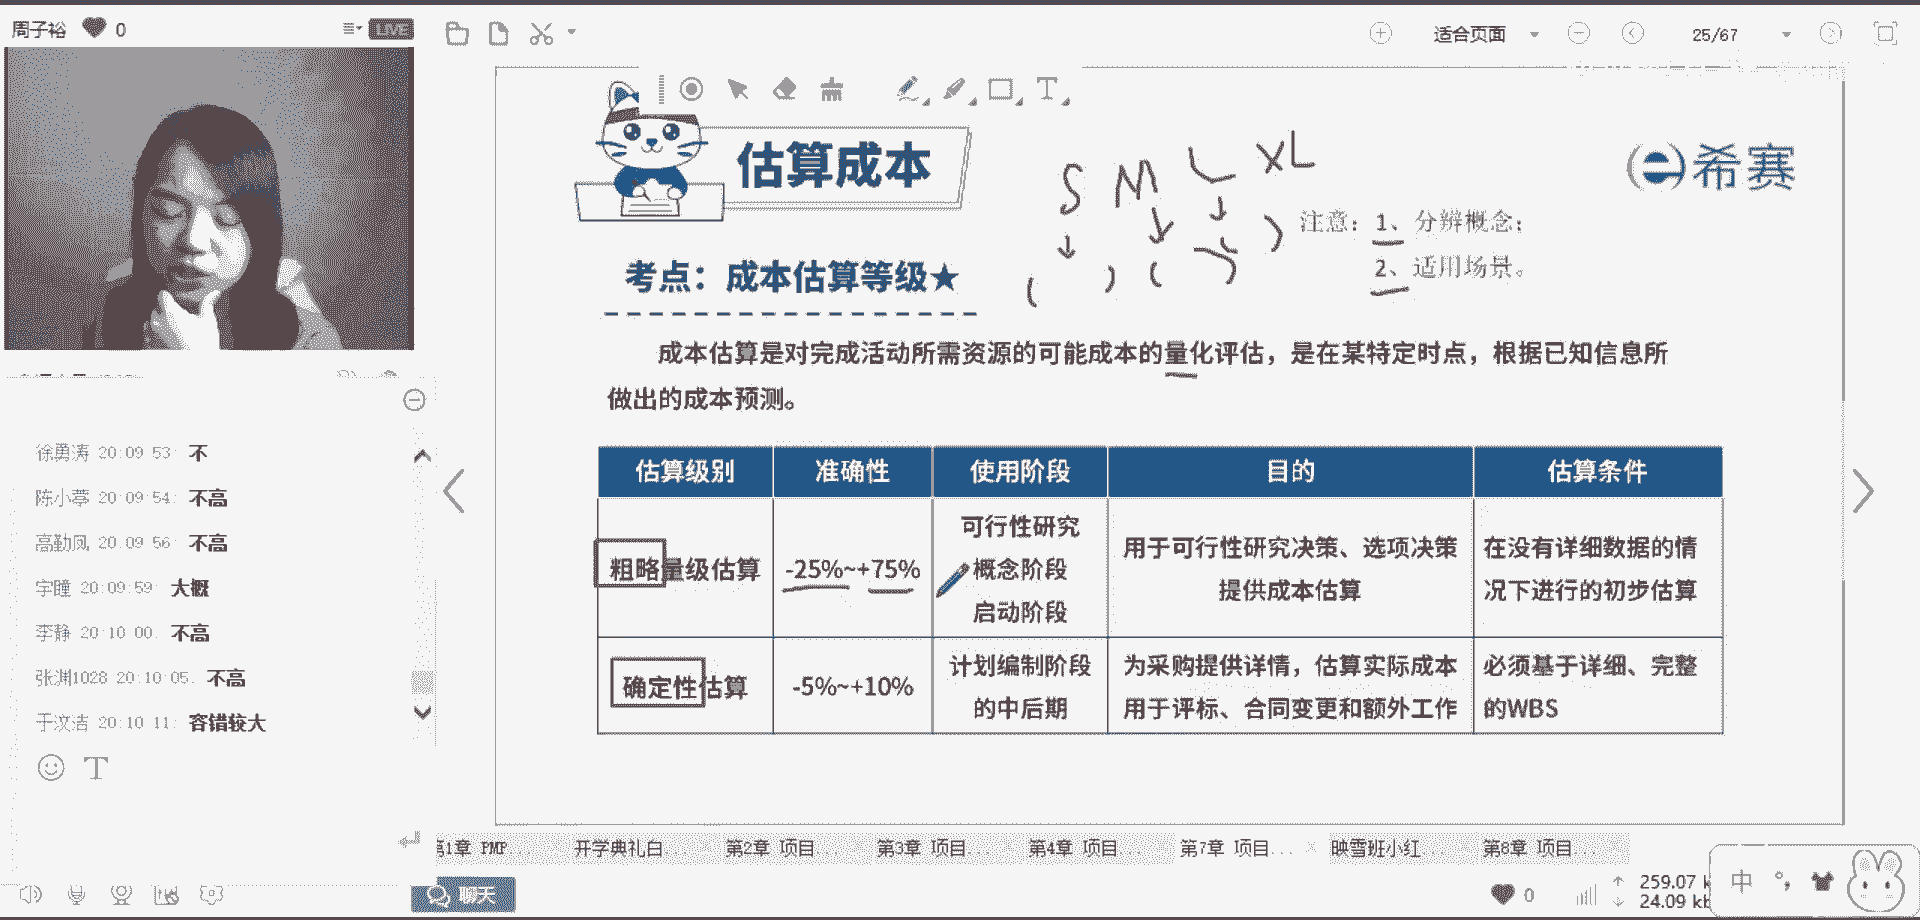 周子裕 0
LIVE
适合页面
25/67
估算成本
S M L XL
希赛
注意：1、分辨概念；
2、适用场景。
考点：成本估算等级★
成本估算是对完成活动所需资源的可能成本的量化评估，是在某特定时点，根据已知信息所
做出的成本预测。
估算级别 准确性 使用阶段 目的 估算条件
粗略量级估算 -25%~+75% 可行性研究 概念阶段 启动阶段 用于可行性研究决策、选项决策 提供成本估算 在没有详细数据的情 况下进行的初步估算
确定性估算 -5%~+10% 计划编制阶段 的中后期 为采购提供详情，估算实际成本 用于评标、合同变更和额外工作 必须基于详细、完整 的WBS
徐勇涛 20:09:53: 不
陈小蓉 20:09:54: 不高
高勤凤 20:09:56: 不高
宇瞳 20:09:59: 大概
李静 20:10:00: 不高
张渊1028 20:10:05: 不高
于汶洁 20:10:11: 容错较大
T
第1章 PMP... 开学典礼白... 第2章 项目... 第3章 项目... 第4章 项目... 第7章 项目... 映雪班小红... 第8章 项目...
聊天
0
259.07 k
24.09 kb
中